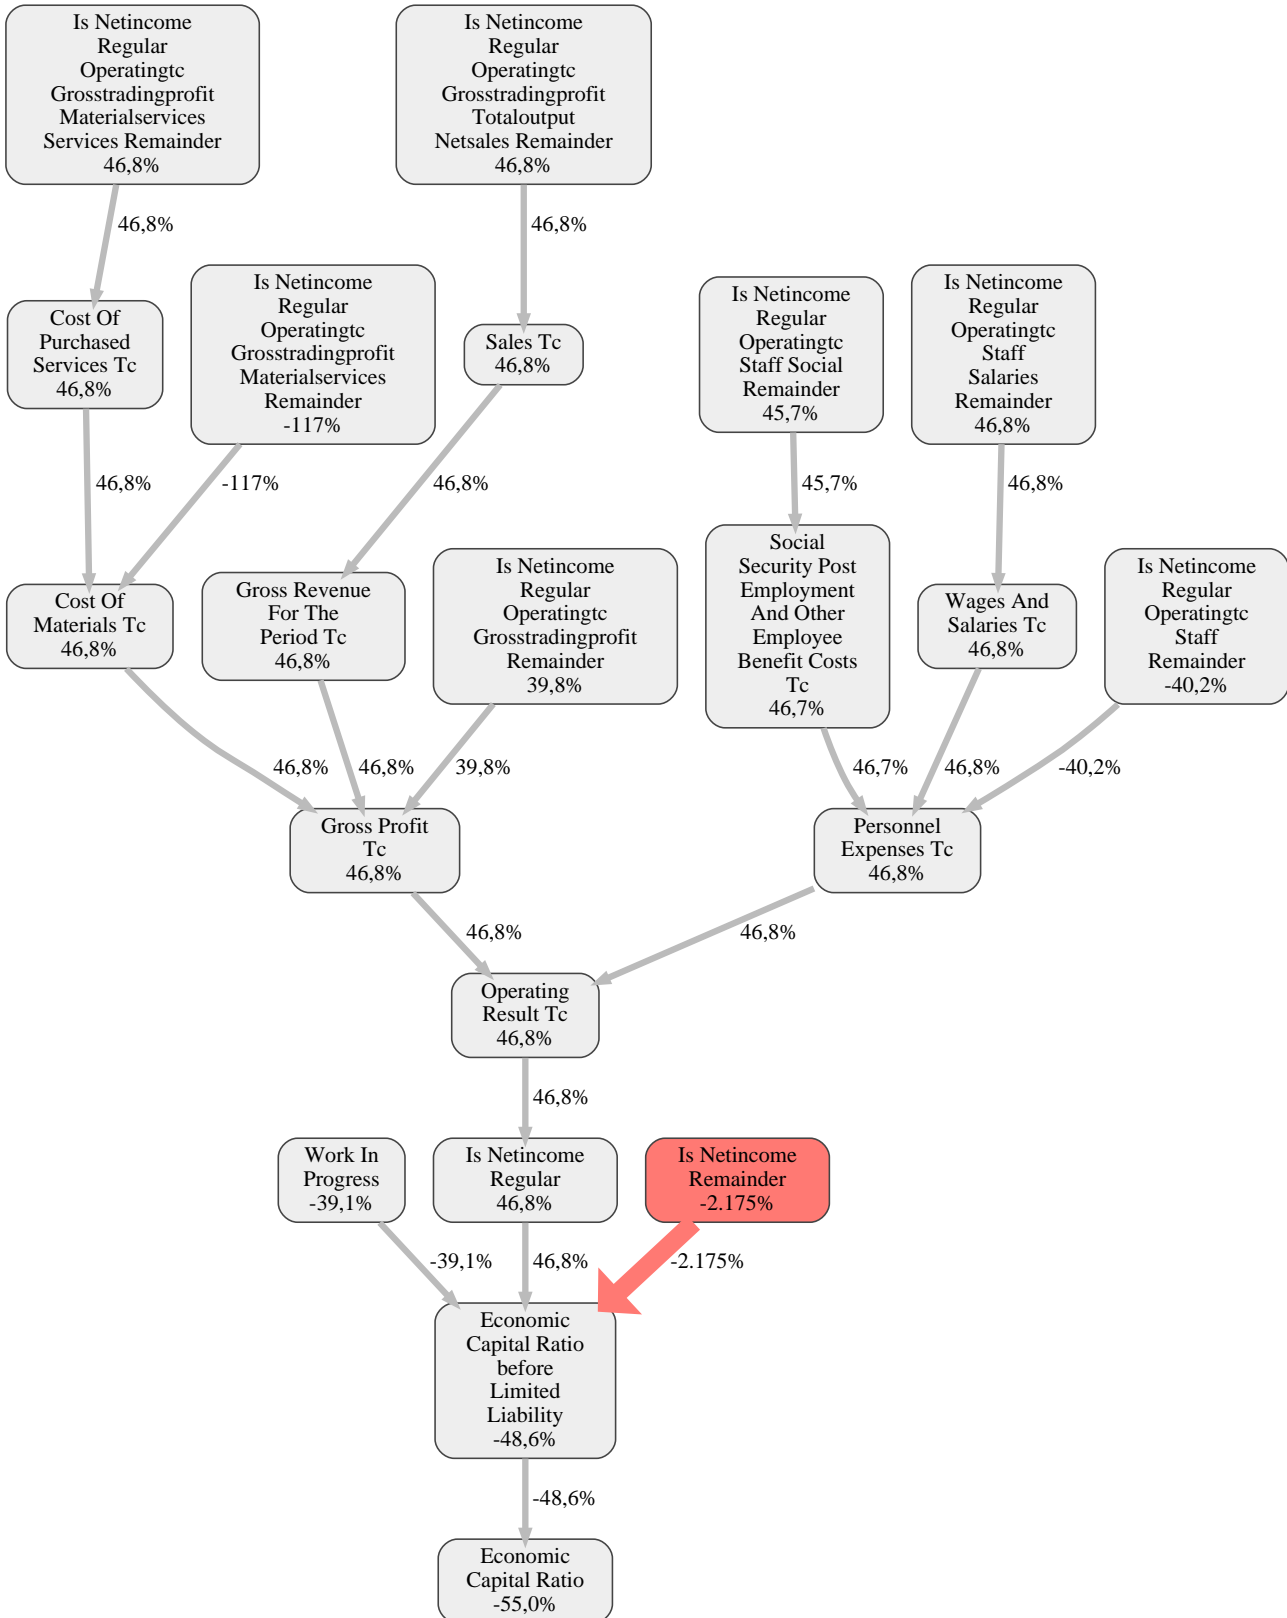 Is Netincome
Regular
Operatingtc
Grosstradingprofit
Materialservices
Services Remainder
46,8%
Is Netincome
Regular
Operatingtc
Grosstradingprofit
Totaloutput
Netsales Remainder
46,8%
46,8%
46,8%
Cost Of
Purchased
Services Tc
46,8%
Is Netincome
Regular
Operatingtc
Grosstradingprofit
Materialservices
Remainder
-117%
Sales Tc
46,8%
Is Netincome
Regular
Operatingtc
Staff Social
Remainder
45,7%
Is Netincome
Regular
Operatingtc
Staff
Salaries
Remainder
46,8%
46,8%
-117%
46,8%
45,7%
46,8%
Cost Of
Materials Tc
46,8%
Gross Revenue
For The
Period Tc
46,8%
Is Netincome
Regular
Operatingtc
Grosstradingprofit
Remainder
39,8%
Social
Security Post
Employment
And Other
Employee
Benefit Costs
Tc
46,7%
Wages And
Salaries Tc
46,8%
Is Netincome
Regular
Operatingtc
Staff
Remainder
-40,2%
46,8%
46,8%
39,8%
46,7%
46,8%
-40,2%
Gross Profit
Tc
46,8%
Personnel
Expenses Tc
46,8%
46,8%
46,8%
Operating
Result Tc
46,8%
46,8%
Work In
Progress
-39,1%
Is Netincome
Regular
46,8%
Is Netincome
Remainder
-2.175%
-39,1%
46,8%
-2.175%
Economic
Capital Ratio
before
Limited
Liability
-48,6%
-48,6%
Economic
Capital Ratio
-55,0%